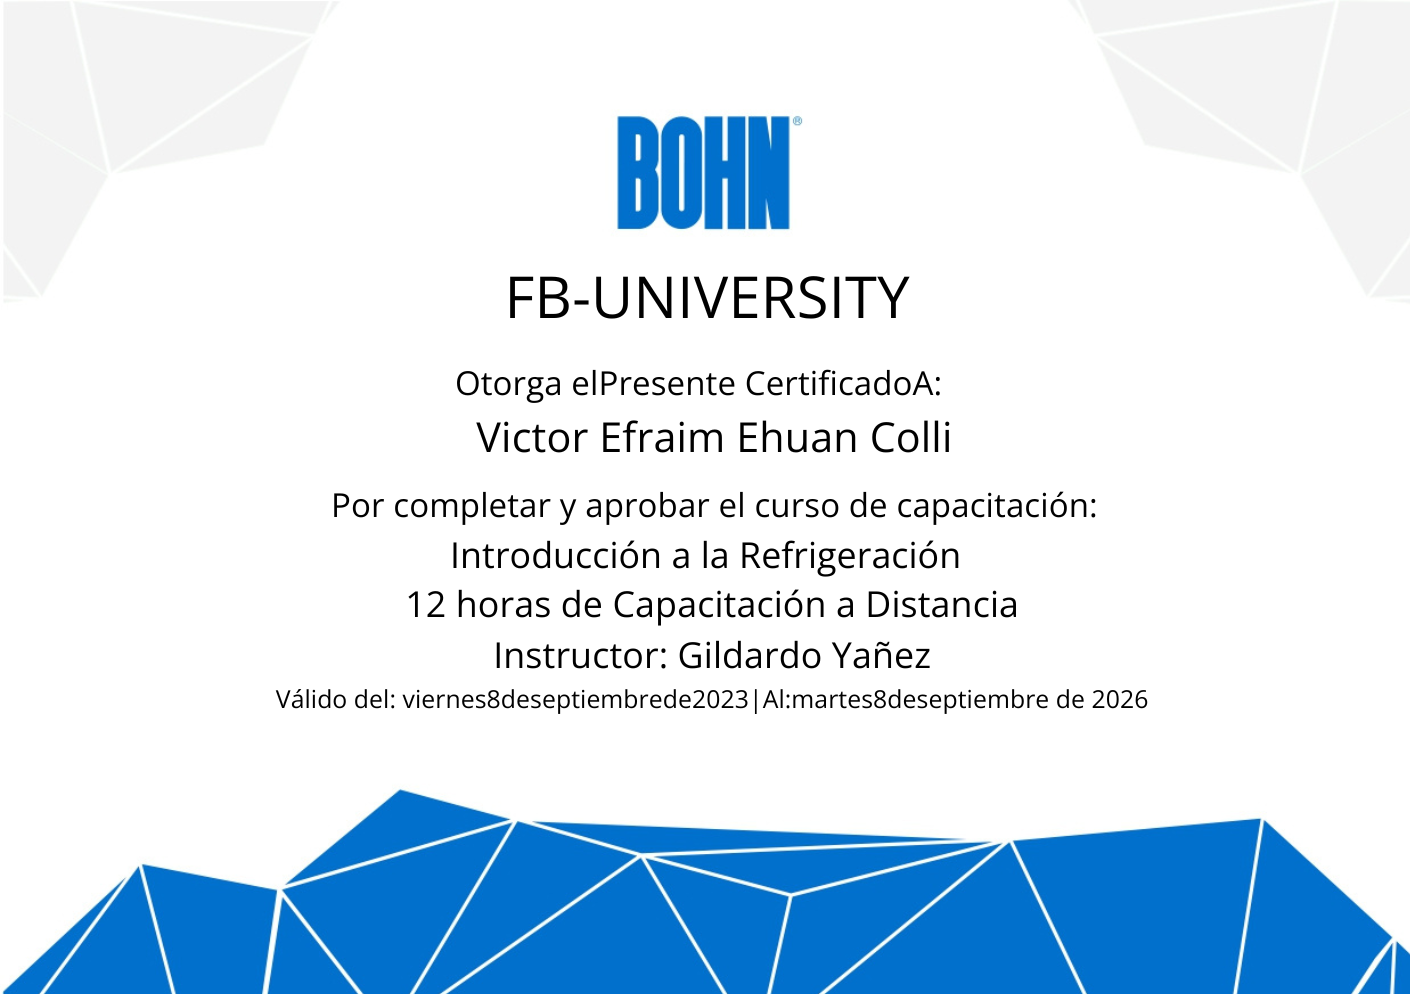 BOHN®
FB-UNIVERSITY
Otorga elPresente CertificadoA:
Victor Efraim Ehuan Colli
Por completar y aprobar el curso de capacitación:
Introducción a la Refrigeración
12 horas de Capacitación a Distancia
Instructor: Gildardo Yañez
Válido del: viernes8deseptiembrede2023|Al:martes8deseptiembre de 2026